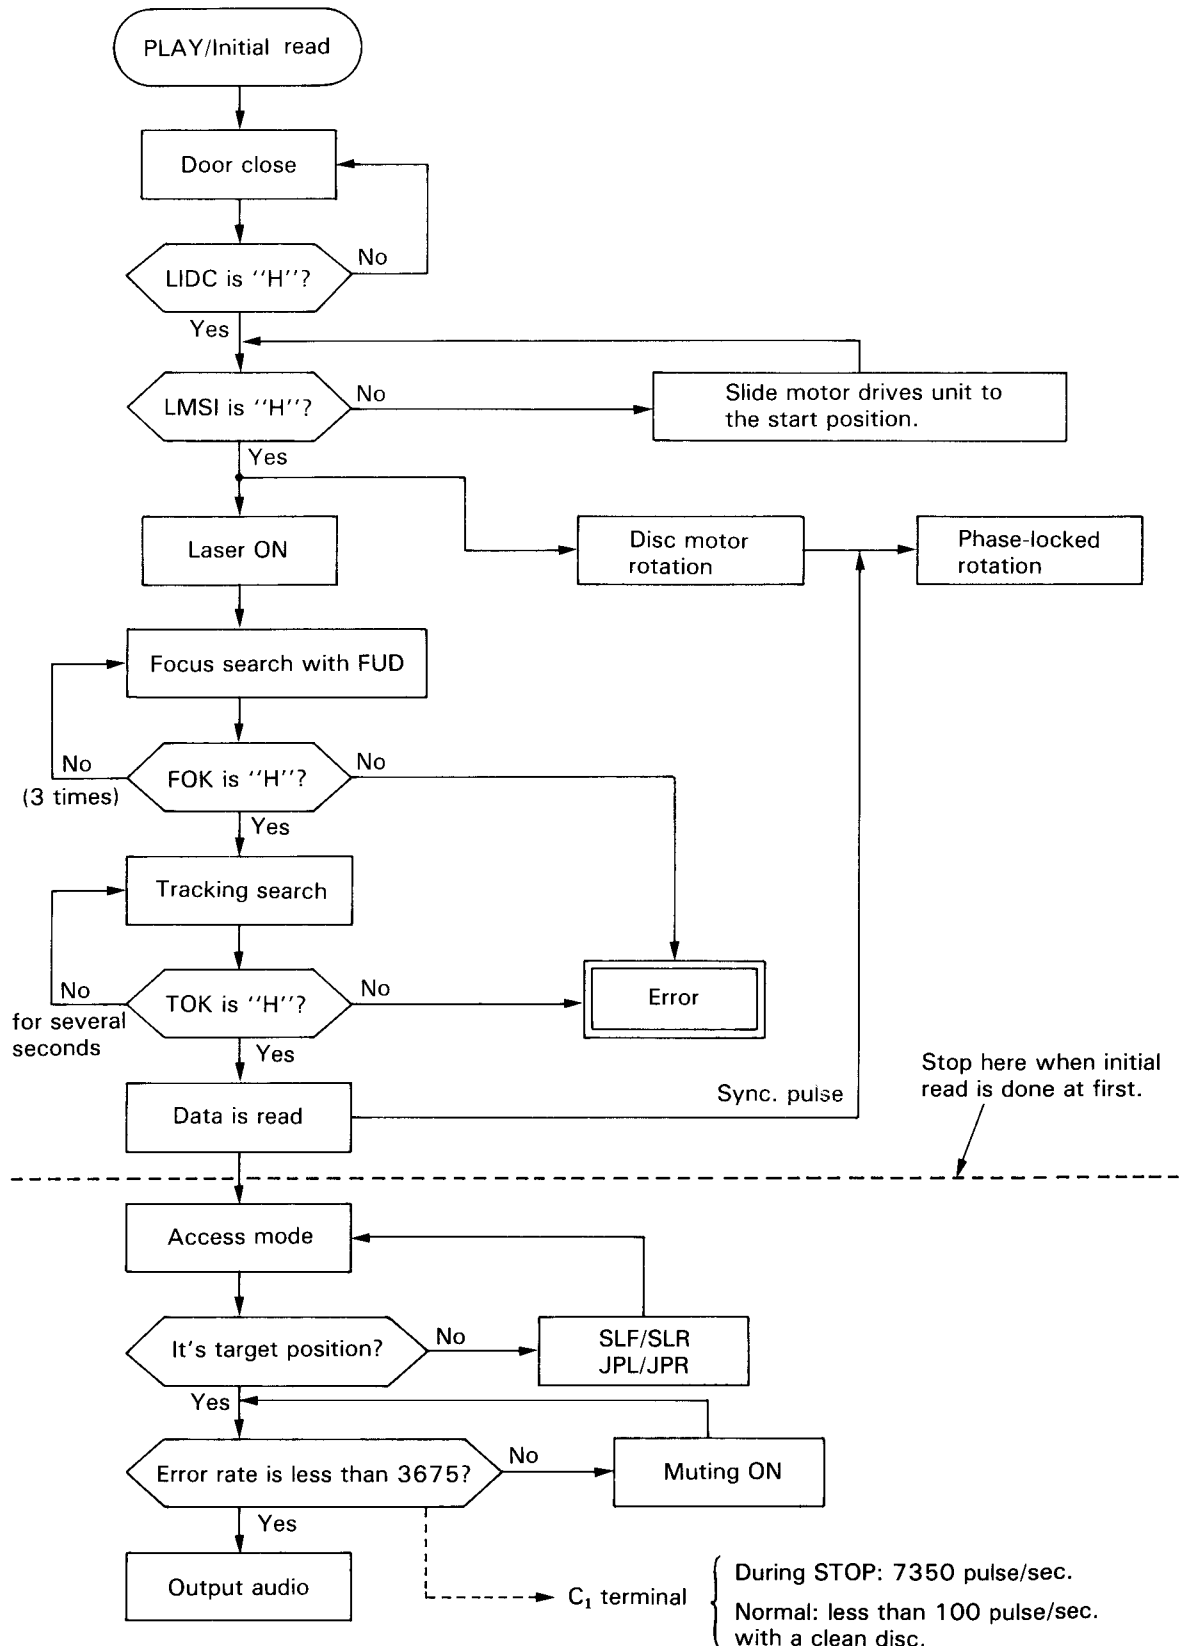 PLAY/Initial read
Door close
No
LIDC is "H"?
Yes
LMSI is "H"?
No
Slide motor drives unit to
the start position.
Yes
Laser ON
Disc motor
rotation
Phase-locked
rotation
Focus search with FUD
No
(3 times)
FOK is "H"?
No
Yes
Tracking search
No
for several
seconds
TOK is "H"?
No
Error
Yes
Data is read
Sync. pulse
Stop here when initial
read is done at first.
Access mode
It's target position?
No
SLF/SLR
JPL/JPR
Yes
Error rate is less than 3675?
No
Muting ON
Yes
Output audio
C₁ terminal
During STOP: 7350 pulse/sec.
Normal: less than 100 pulse/sec.
with a clean disc.